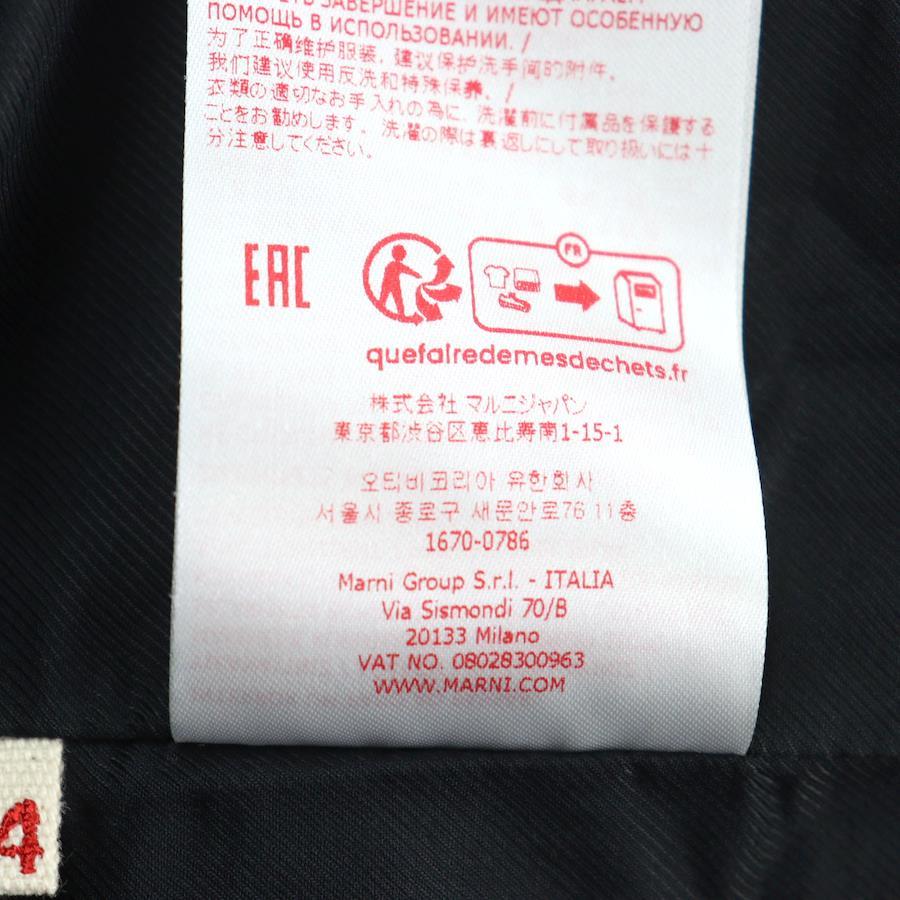 ЗАВЕРШЕНИЕ И ИМЕЮТ ОСОБЕННУЮ
ПОМОЩЬ В ИСПОЛЬЗОВАНИИ. /
为了正确维护服装，建议保护洗手间的附件。
我们建议使用反洗和特殊保养。/
衣類の適切なお手入れの為に、洗濯前に付属品を保護する
ことをお勧めします。洗濯の際は裏返しにして取り扱いには十
分注意してください。
EAC
FR
quefairedemesdechets.fr
株式会社 マルニジャパン
東京都渋谷区恵比寿南1-15-1
오티비코리아 유한회사
서울시 종로구 새문안로76 11층
1670-0786
Marni Group S.r.l. - ITALIA
Via Sismondi 70/B
20133 Milano
VAT NO. 08028300963
WWW.MARNI.COM
4